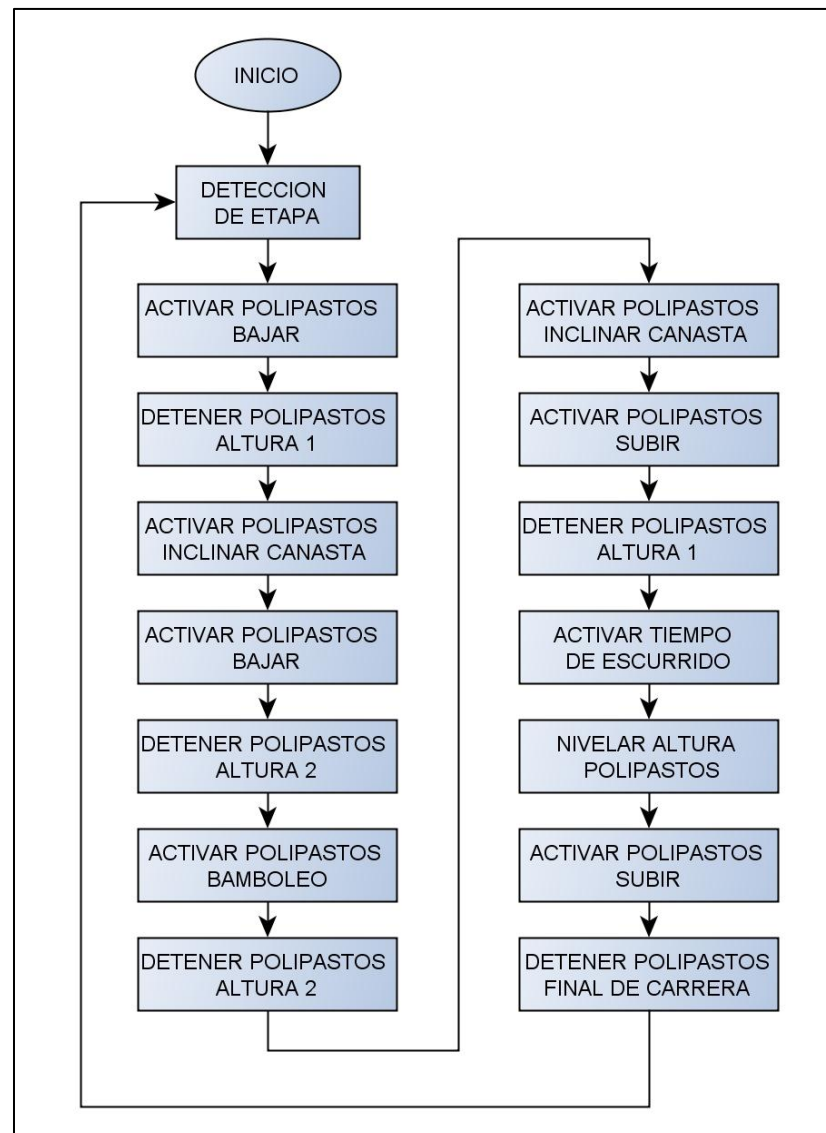 INICIO
DETECCION
DE ETAPA
ACTIVAR POLIPASTOS
BAJAR
DETENER POLIPASTOS
ALTURA 1
ACTIVAR POLIPASTOS
INCLINAR CANASTA
ACTIVAR POLIPASTOS
BAJAR
DETENER POLIPASTOS
ALTURA 2
ACTIVAR POLIPASTOS
BAMBOLEO
DETENER POLIPASTOS
ALTURA 2
ACTIVAR POLIPASTOS
INCLINAR CANASTA
ACTIVAR POLIPASTOS
SUBIR
DETENER POLIPASTOS
ALTURA 1
ACTIVAR TIEMPO
DE ESCURRIDO
NIVELAR ALTURA
POLIPASTOS
ACTIVAR POLIPASTOS
SUBIR
DETENER POLIPASTOS
FINAL DE CARRERA